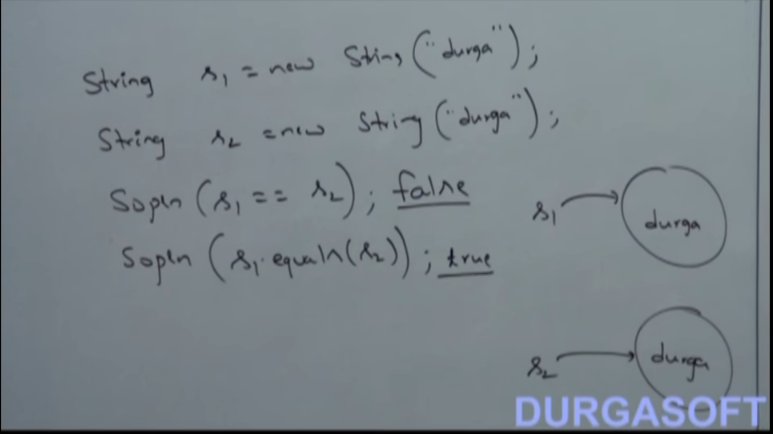 String s1 = new String("durga");
String s2 = new String("durga");
Sopln (s1 == s2); false
Sopln (s1.equals(s2)); true
s1 durga
s2 durga
DURGASOFT